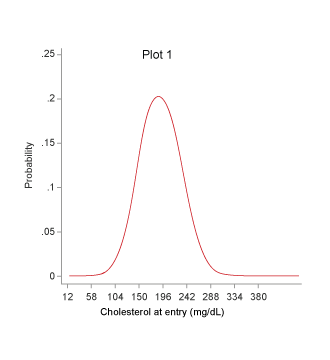 Plot 1
.25
.2
.15
.1
.05
0
Probability
12 58 104 150 196 242 288 334 380
Cholesterol at entry (mg/dL)